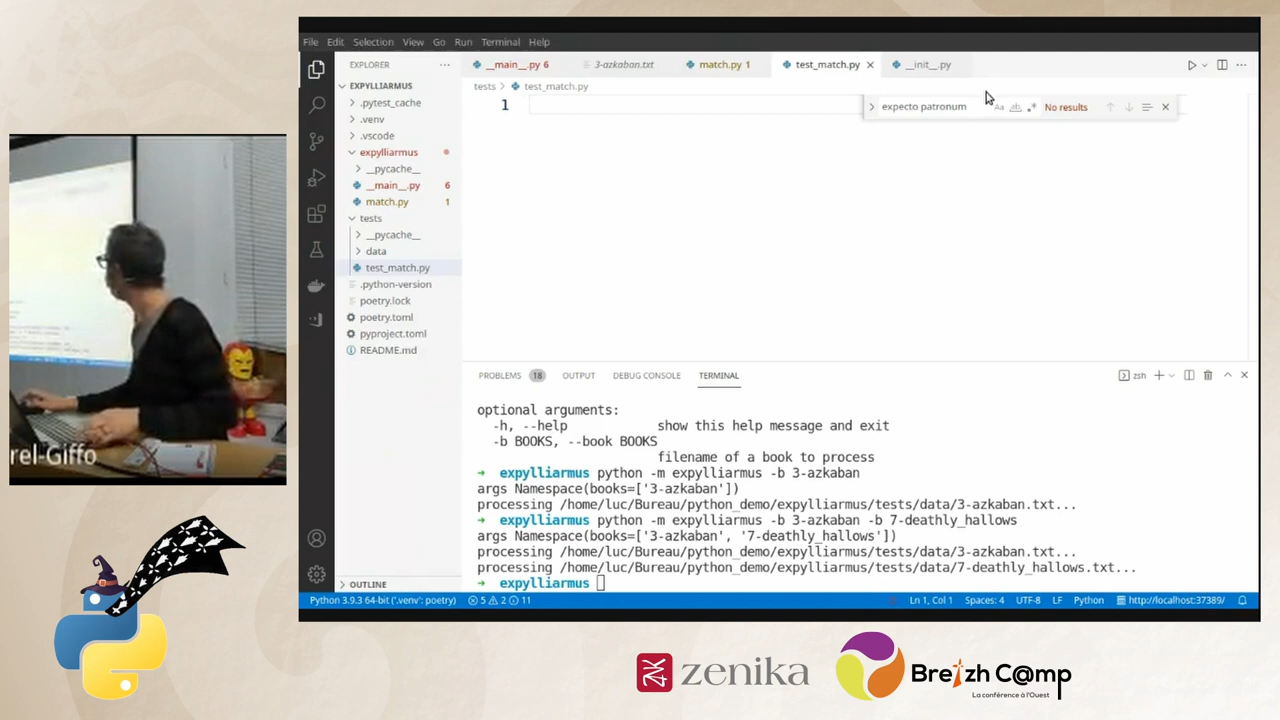 File Edit Selection View Go Run Terminal Help
EXPLORER ...
__main__.py 6
3-azkaban.txt
match.py 1
test_match.py
__init__.py
EXPYLLIARMUS
.pytest_cache
.venv
.vscode
expylliarmus
__pycache__
__main__.py 6
match.py 1
tests
__pycache__
data
test_match.py
.python-version
poetry.lock
poetry.toml
pyproject.toml
README.md
OUTLINE
tests > test_match.py
1
expecto patronum Aa ab No results
PROBLEMS 18 OUTPUT DEBUG CONSOLE TERMINAL
zsh
optional arguments:
-h, --help show this help message and exit
-b BOOKS, --book BOOKS
filename of a book to process
➜ expylliarmus python -m expylliarmus -b 3-azkaban
args Namespace(books=['3-azkaban'])
processing /home/luc/Bureau/python_demo/expylliarmus/tests/data/3-azkaban.txt...
➜ expylliarmus python -m expylliarmus -b 3-azkaban -b 7-deathly_hallows
args Namespace(books=['3-azkaban', '7-deathly_hallows'])
processing /home/luc/Bureau/python_demo/expylliarmus/tests/data/3-azkaban.txt...
processing /home/luc/Bureau/python_demo/expylliarmus/tests/data/7-deathly_hallows.txt...
➜ expylliarmus
Python 3.9.3 64-bit ('.venv': poetry) 5 2 11 Ln 1, Col 1 Spaces: 4 UTF-8 LF Python http://localhost:37389/
rel-Giffo
zenika
Breizh C@mp
La conférence à l'Ouest